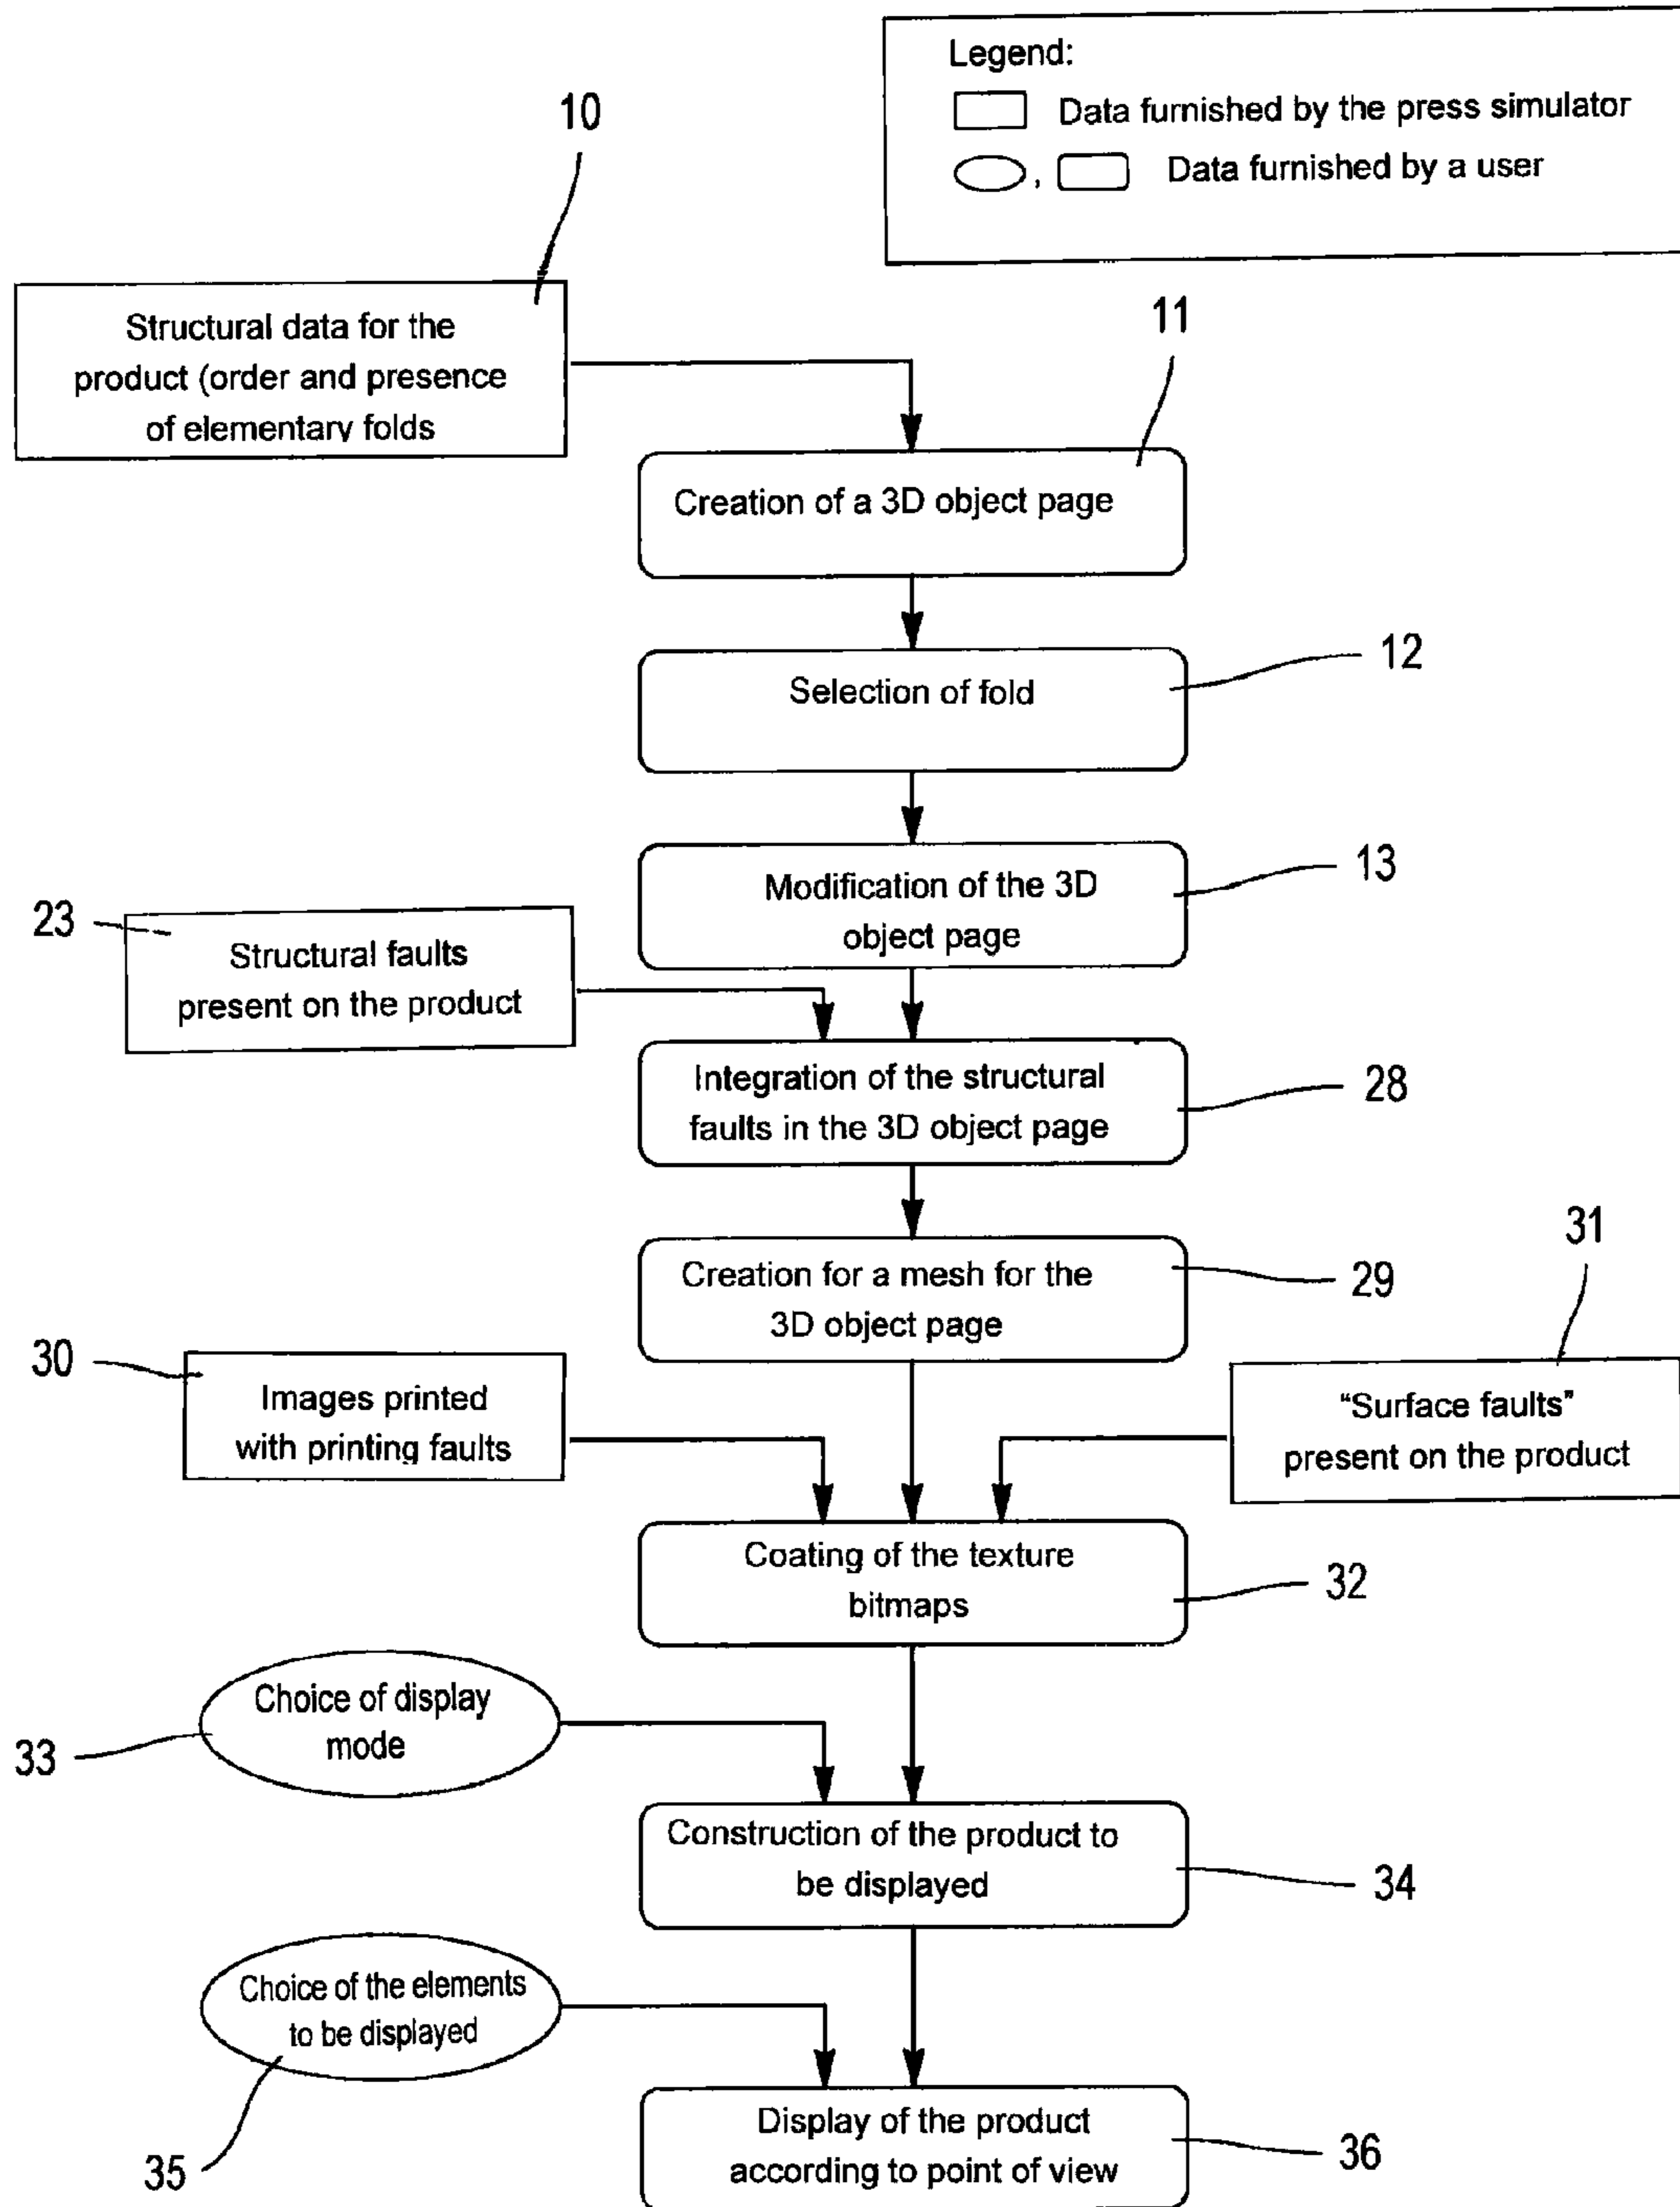 Legend:
Data furnished by the press simulator
, Data furnished by a user
10
Structural data for the
product (order and presence
of elementary folds
11
Creation of a 3D object page
12
Selection of fold
13
Modification of the 3D
object page
23
Structural faults
present on the product
28
Integration of the structural
faults in the 3D object page
29
Creation for a mesh for the
3D object page
30
Images printed
with printing faults
31
“Surface faults”
present on the product
32
Coating of the texture
bitmaps
33
Choice of display
mode
34
Construction of the product to
be displayed
35
Choice of the elements
to be displayed
36
Display of the product
according to point of view